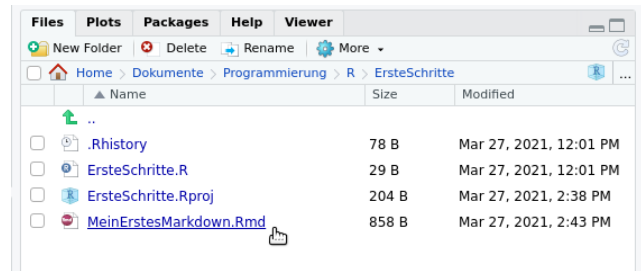 Files Plots Packages Help Viewer
New Folder Delete Rename More
Home > Dokumente > Programmierung > R > ErsteSchritte R ...
Name Size Modified
..
.Rhistory 78 B Mar 27, 2021, 12:01 PM
ErsteSchritte.R 29 B Mar 27, 2021, 12:01 PM
ErsteSchritte.Rproj 204 B Mar 27, 2021, 2:38 PM
MeinErstesMarkdown.Rmd 858 B Mar 27, 2021, 2:43 PM